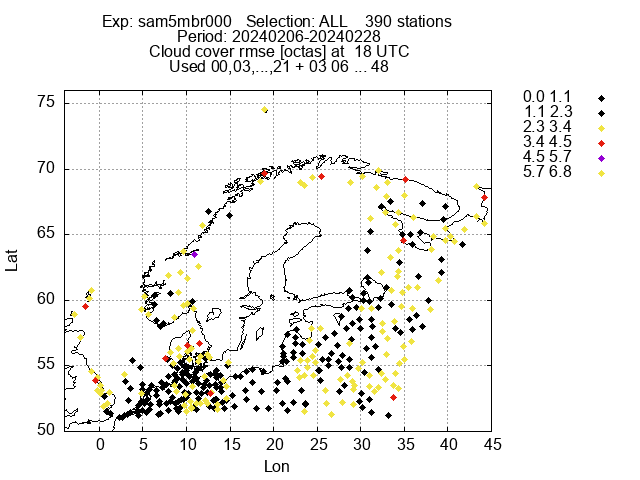 Exp: sam5mbr000 Selection: ALL 390 stations
Period: 20240206-20240228
Cloud cover rmse [octas] at 18 UTC
Used 00,03,...,21 + 03 06 ... 48
0.0 1.1
1.1 2.3
2.3 3.4
3.4 4.5
4.5 5.7
5.7 6.8
75
70
65
60
55
50
Lat
0 5 10 15 20 25 30 35 40 45
Lon